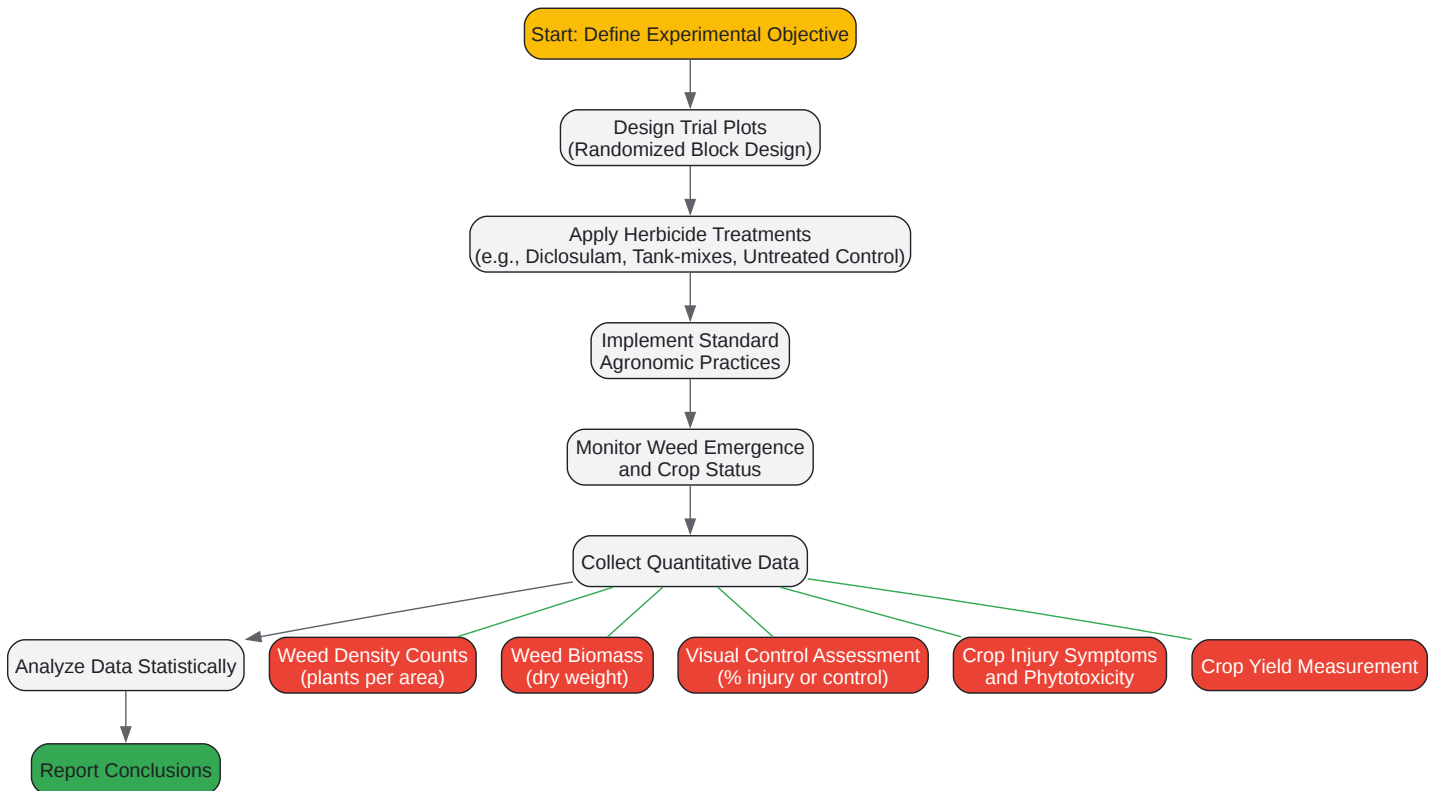 Start: Define Experimental Objective
Design Trial Plots
(Randomized Block Design)
Apply Herbicide Treatments
(e.g., Diclosulam, Tank-mixes, Untreated Control)
Implement Standard
Agronomic Practices
Monitor Weed Emergence
and Crop Status
Collect Quantitative Data
Analyze Data Statistically
Weed Density Counts
(plants per area)
Weed Biomass
(dry weight)
Visual Control Assessment
(% injury or control)
Crop Injury Symptoms
and Phytotoxicity
Crop Yield Measurement
Report Conclusions